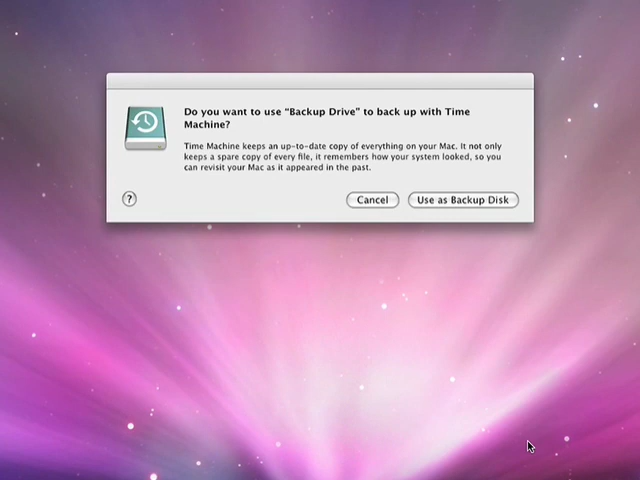 Do you want to use “Backup Drive” to back up with Time
Machine?
Time Machine keeps an up-to-date copy of everything on your Mac. It not only
keeps a spare copy of every file, it remembers how your system looked, so you
can revisit your Mac as it appeared in the past.
?
Cancel
Use as Backup Disk